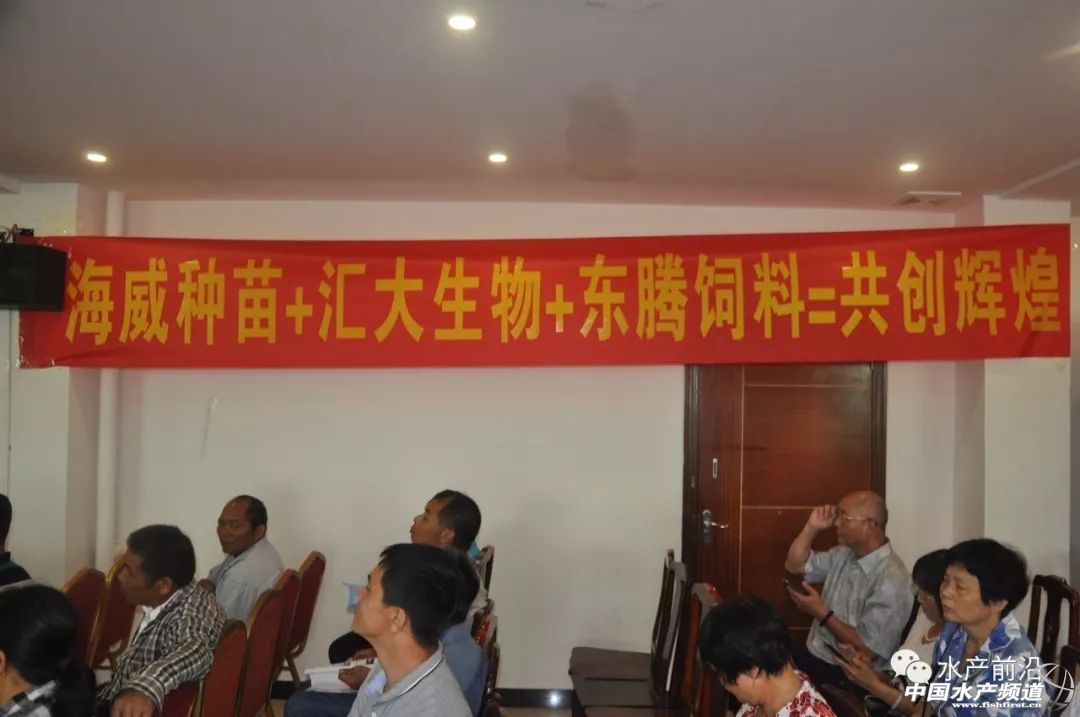 海威种苗+汇大生物+东腾饲料=共创辉煌
水产前沿
中国水产频道
www.fishfirst.cn